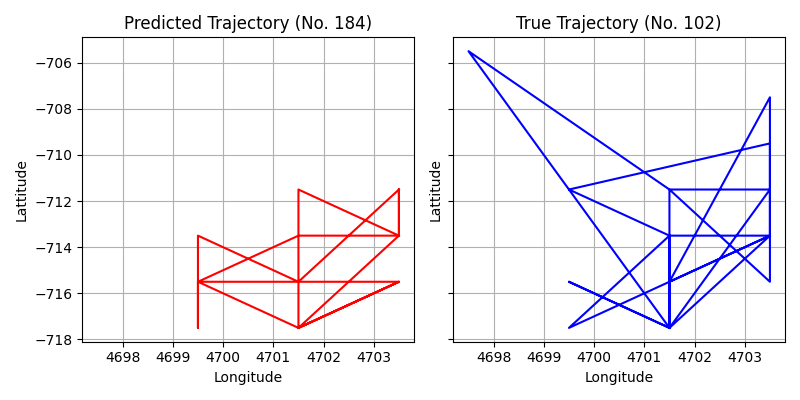 Predicted Trajectory (No. 184)
True Trajectory (No. 102)
−706
−708
−710
−712
−714
−716
−718
Lattitude
Lattitude
4698 4699 4700 4701 4702 4703
4698 4699 4700 4701 4702 4703
Longitude
Longitude